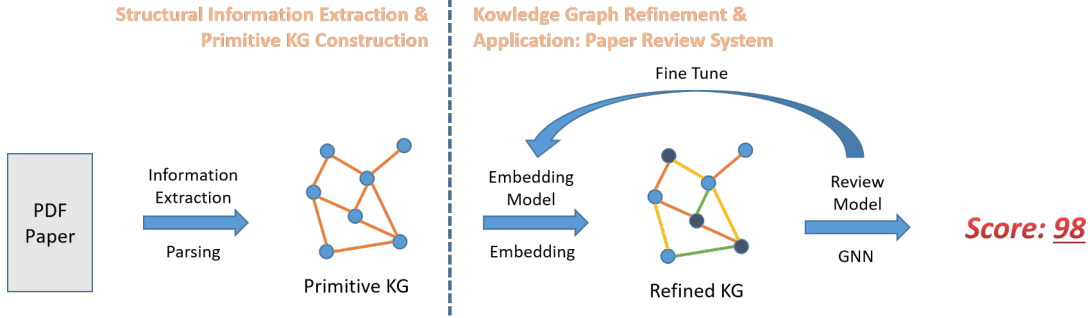 Structural Information Extraction &
Primitive KG Construction
Kowledge Graph Refinement &
Application: Paper Review System
Fine Tune
PDF
Paper
Information
Extraction
Parsing
Primitive KG
Embedding
Model
Embedding
Refined KG
Review
Model
GNN
Score: 98